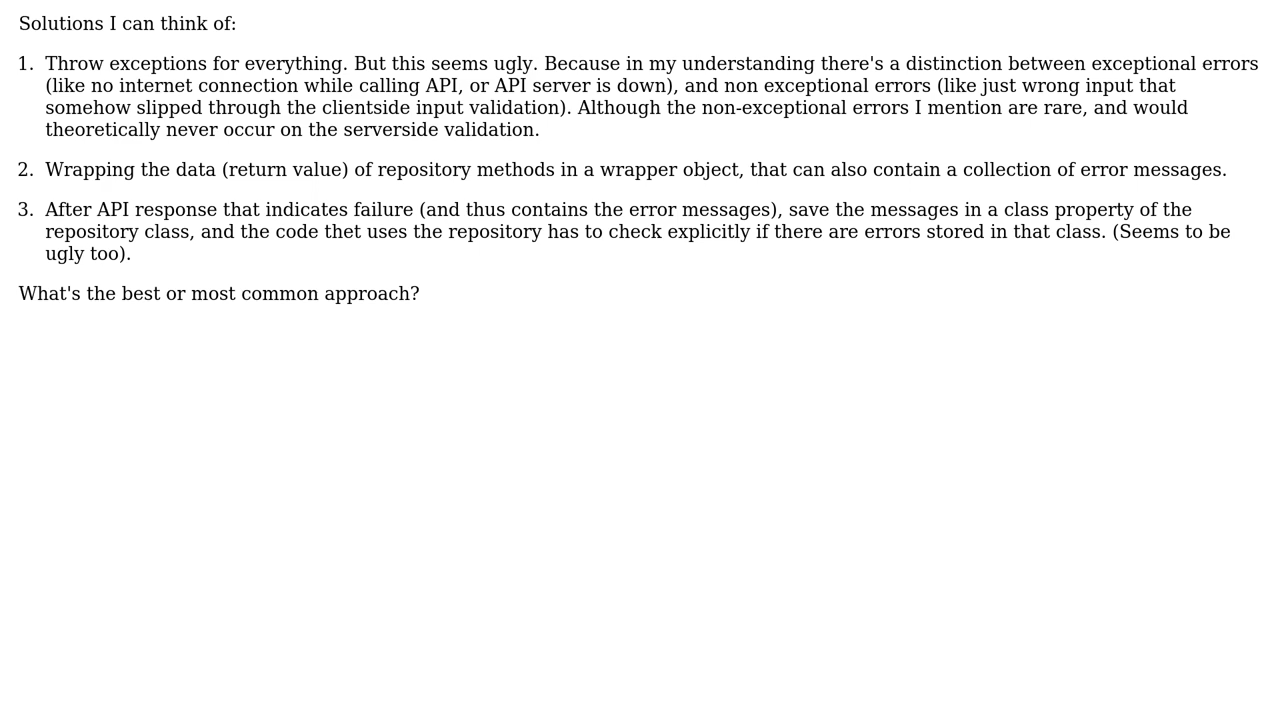 Solutions I can think of:
1. Throw exceptions for everything. But this seems ugly. Because in my understanding there's a distinction between exceptional errors
(like no internet connection while calling API, or API server is down), and non exceptional errors (like just wrong input that
somehow slipped through the clientside input validation). Although the non-exceptional errors I mention are rare, and would
theoretically never occur on the serverside validation.
2. Wrapping the data (return value) of repository methods in a wrapper object, that can also contain a collection of error messages.
3. After API response that indicates failure (and thus contains the error messages), save the messages in a class property of the
repository class, and the code thet uses the repository has to check explicitly if there are errors stored in that class. (Seems to be
ugly too).
What's the best or most common approach?